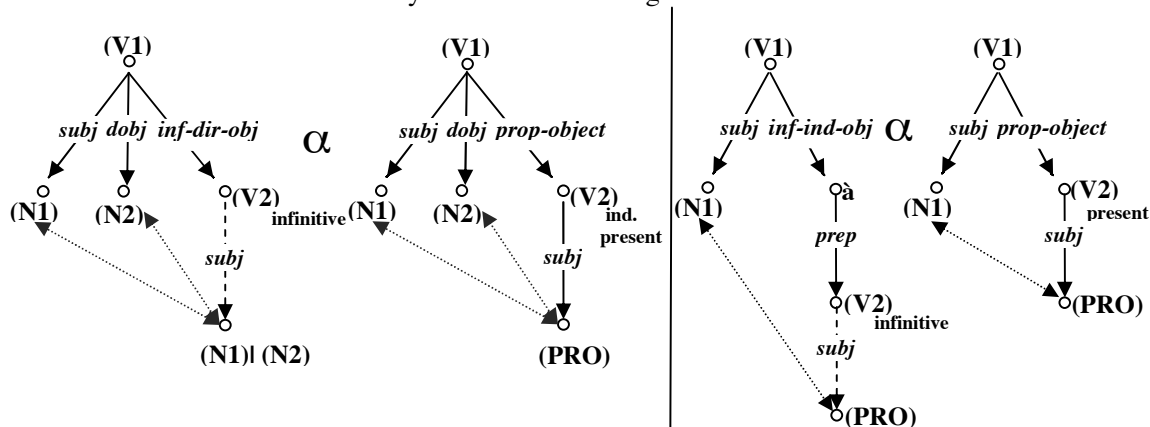 (V1) (V1) (V1) (V1)
subj dobj inf-dir-obj α subj dobj prop-object subj inf-ind-obj α subj prop-object
(N1) (N2) (V2) infinitive (N1) (N2) (V2) ind. present (N1) à (N1) (V2) present
subj subj prep subj
(V2) infinitive (PRO)
(N1)| (N2) (PRO) subj
(PRO)